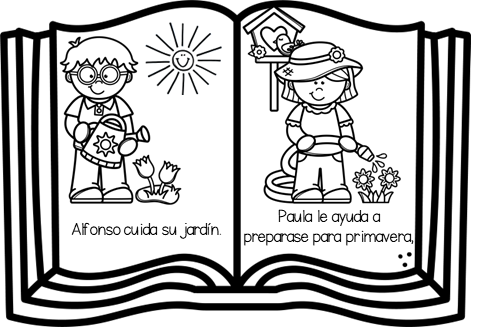 Alfonso cuida su jardín.
Paula le ayuda a
preparase para primavera,